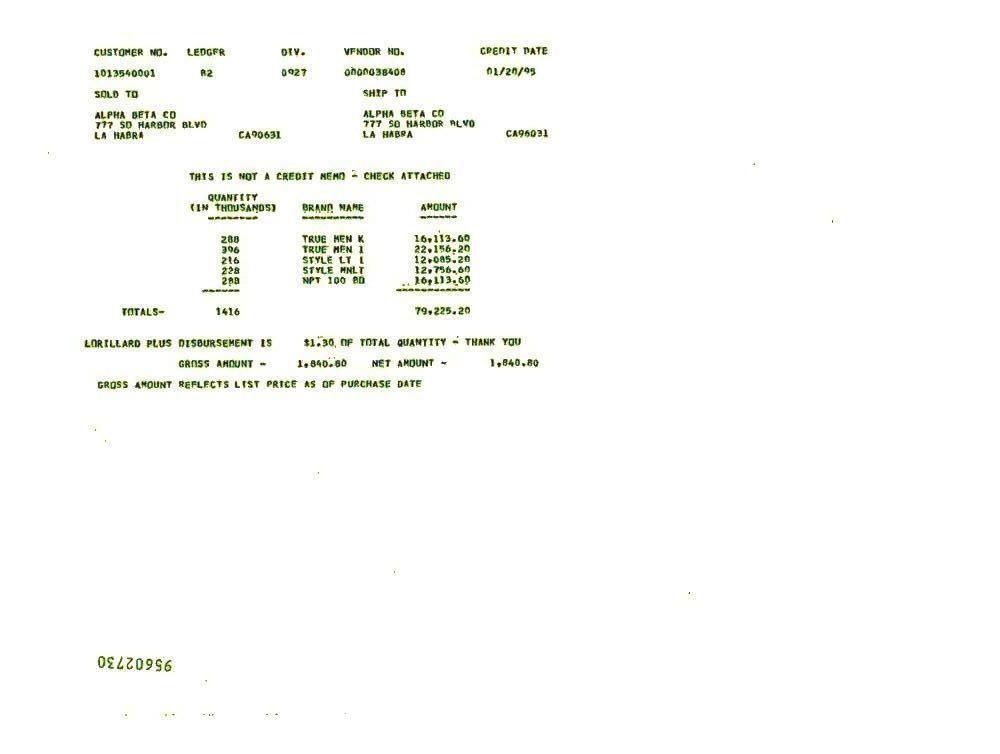 CUSTOMER NO. LEDGER DIV. VENDOR NO. CREDIT DATE
1013540001 82 0927 0000038408 01/20/95
SOLD TO SHIP TO
ALPHA BETA CO ALPHA BETA CO
777 SO HARBOR BLVD 777 SO HARBOR BLVD
LA HABRA CA90631 LA HABRA CA96031
THIS IS NOT A CREDIT MEMO - CHECK ATTACHED
QUANTITY
(IN THOUSANDS) BRAND NAME AMOUNT
288 TRUE MEN K 16,113.60
396 TRUE MEN 1 22,156.20
216 STYLE LT L 12,085.20
228 STYLE MNLT 12,756.60
288 NPT 100 BD 16,113.60
TOTALS- 1416 79,225.20
LORILLARD PLUS DISBURSEMENT IS $1.30 OF TOTAL QUANTITY - THANK YOU
GROSS AMOUNT - 1,840.80 NET AMOUNT - 1,840.80
GROSS AMOUNT REFLECTS LIST PRICE AS OF PURCHASE DATE
95602730